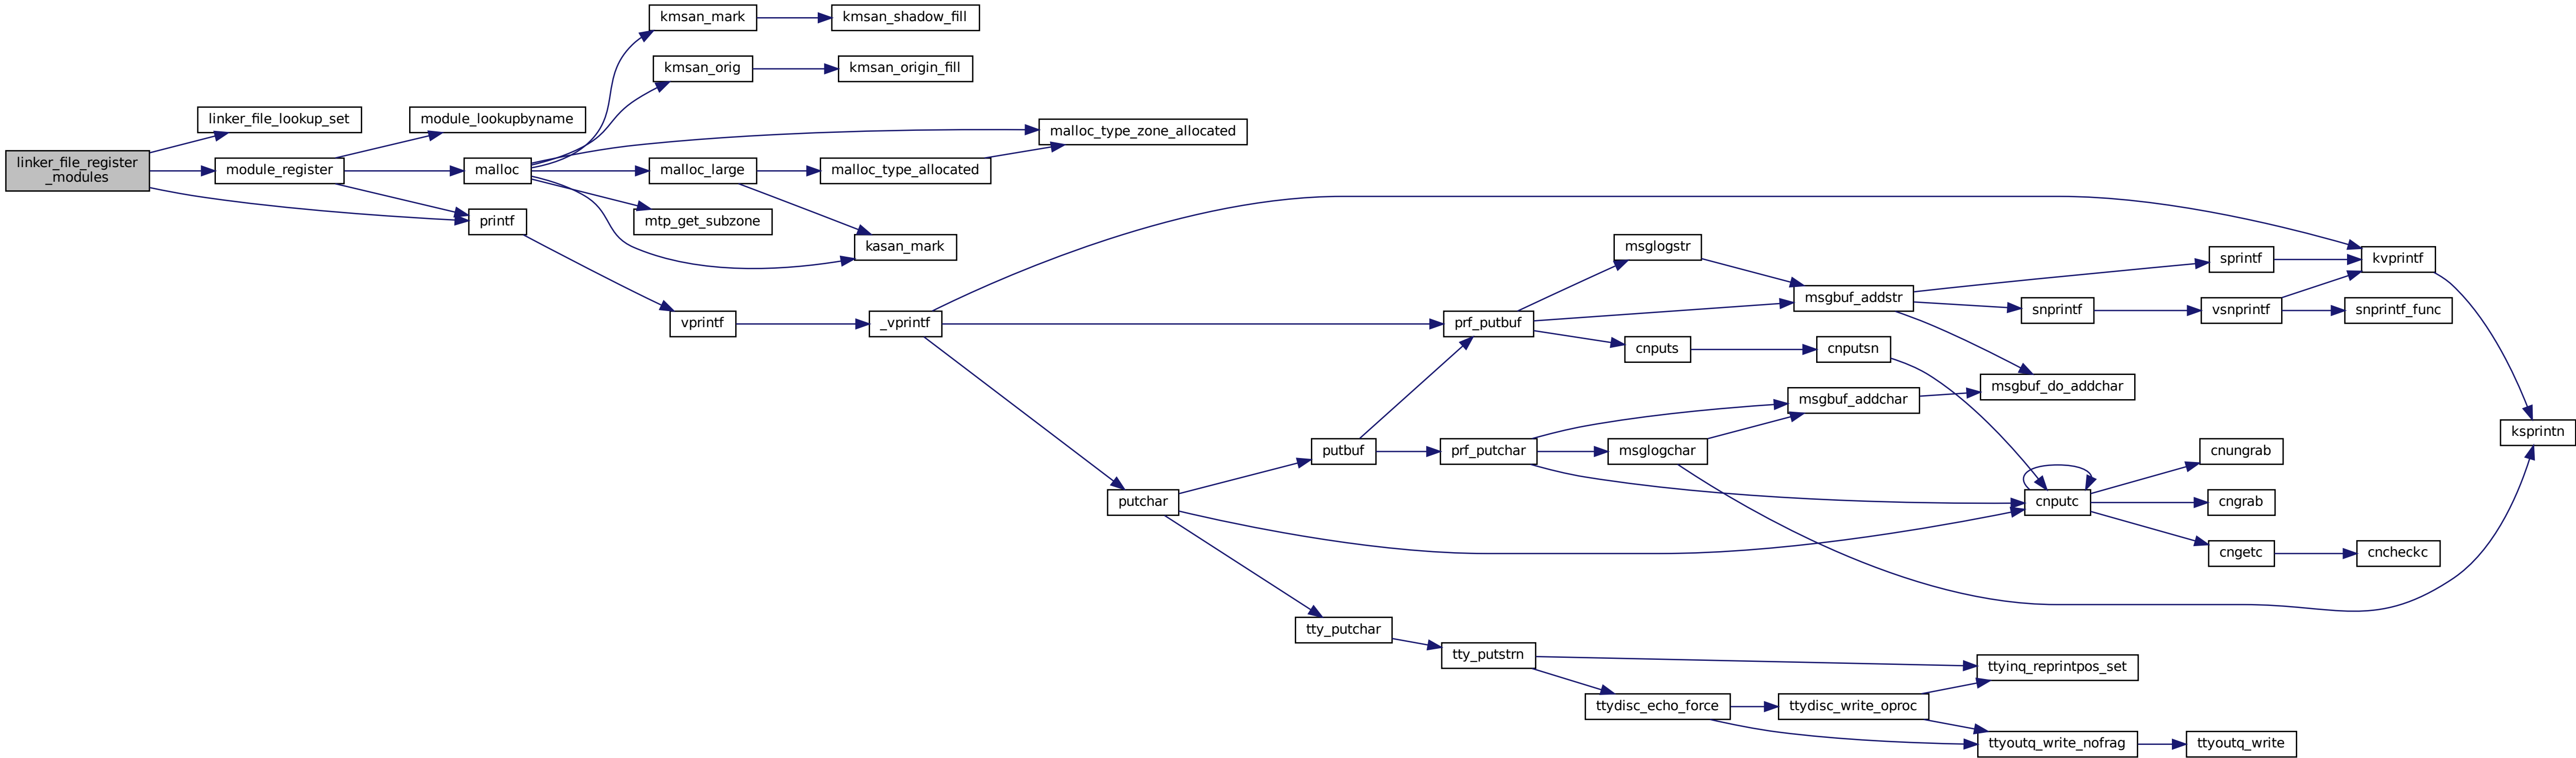 linker_file_register
_modules
linker_file_lookup_set
module_register
printf
module_lookupbyname
malloc
kmsan_mark
kmsan_shadow_fill
kmsan_orig
kmsan_origin_fill
malloc_type_zone_allocated
malloc_large
malloc_type_allocated
mtp_get_subzone
kasan_mark
vprintf
_vprintf
putchar
putbuf
tty_putchar
prf_putbuf
prf_putchar
msglogstr
cnputs
msglogchar
msgbuf_addstr
cnputsn
msgbuf_addchar
sprintf
snprintf
vsnprintf
kvprintf
snprintf_func
msgbuf_do_addchar
ksprintn
cnputc
cnungrab
cngrab
cngetc
cncheckc
tty_putstrn
ttydisc_echo_force
ttydisc_write_oproc
ttyinq_reprintpos_set
ttyoutq_write_nofrag
ttyoutq_write